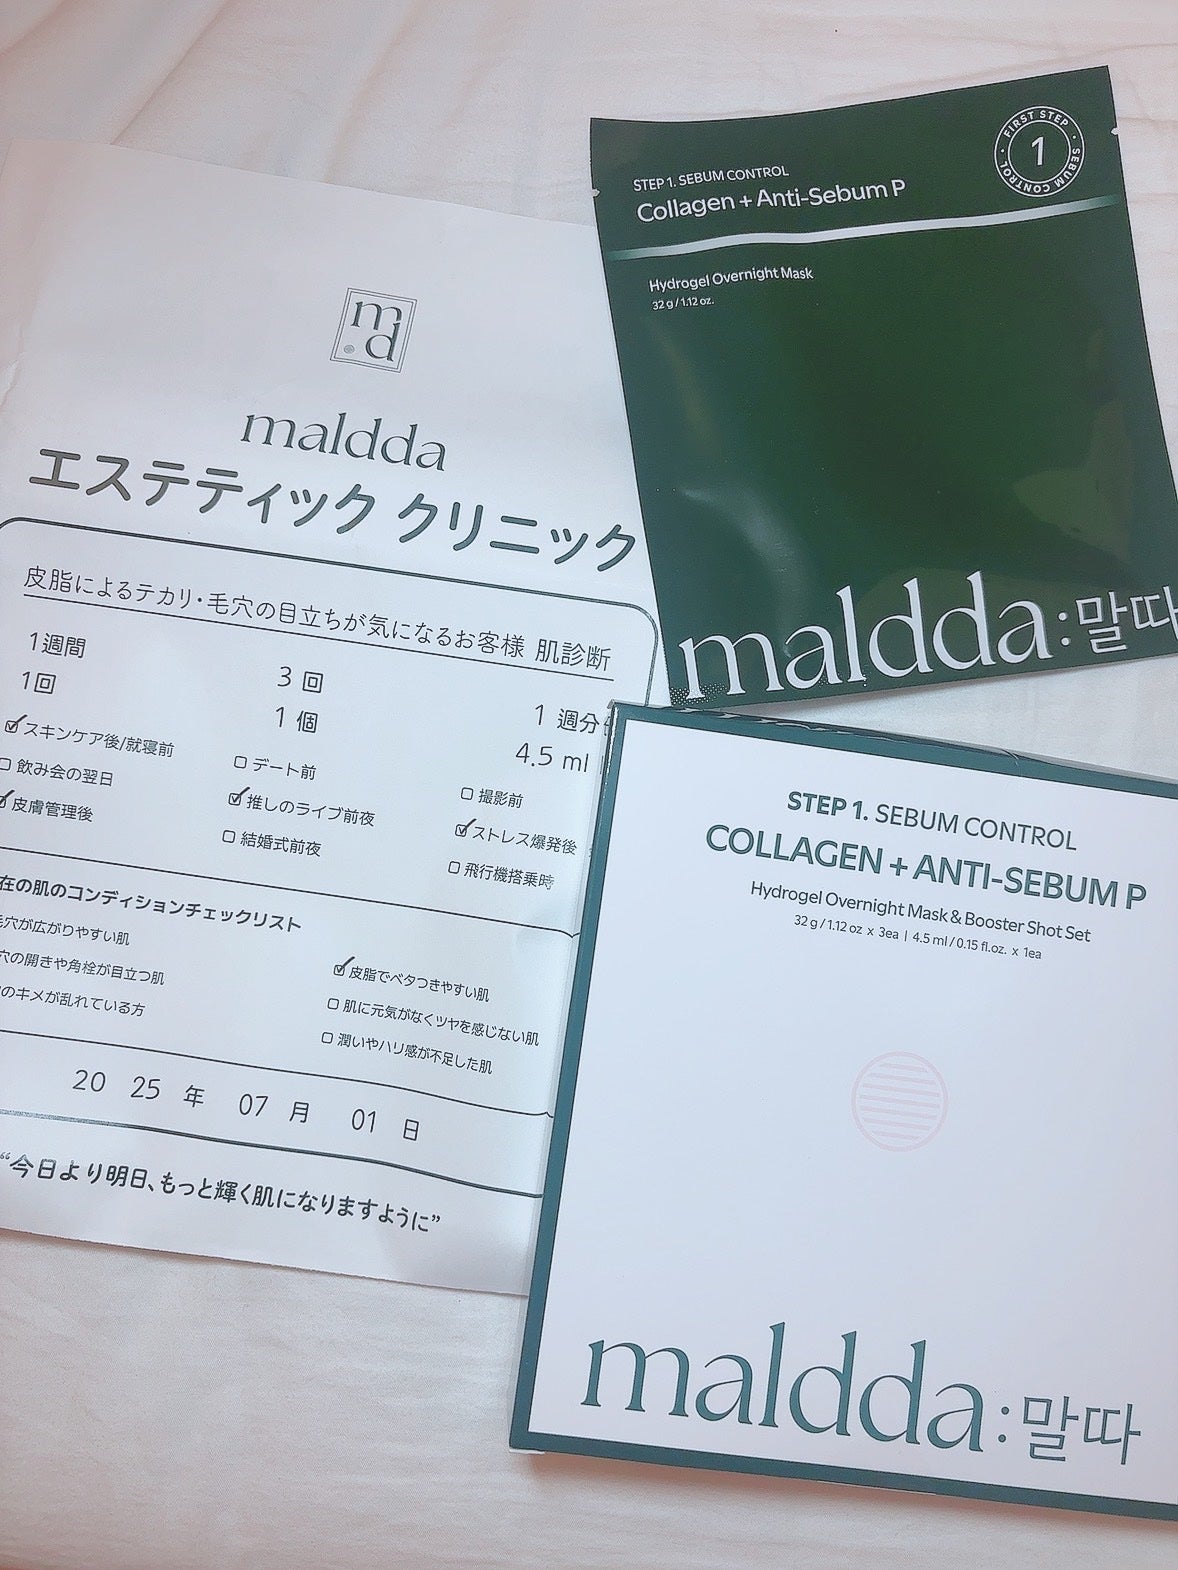 m
d
maldda
エステティック クリニック
皮脂によるテカリ・毛穴の目立ちが気になるお客様 肌診断
1週間
3 回
1 週分
1回
1 個
4.5 ml
スキンケア後/就寝前
デート前
撮影前
飲み会の翌日
推しのライブ前夜
ストレス爆発後
皮膚管理後
結婚式前夜
飛行機搭乗時
在の肌のコンディションチェックリスト
毛穴が広がりやすい肌
穴の開きや角栓が目立つ肌
のキメが乱れている方
皮脂でベタつきやすい肌
肌に元気がなくツヤを感じない肌
潤いやハリ感が不足した肌
20 25 年 07 月 01 日
“今日より明日、もっと輝く肌になりますように”
STEP 1. SEBUM CONTROL
Collagen + Anti-Sebum P
FIRST STEP
1
SEBUM CONTROL
Hydrogel Overnight Mask
32 g / 1.12 oz.
maldda:말따
STEP 1. SEBUM CONTROL
COLLAGEN + ANTI-SEBUM P
Hydrogel Overnight Mask & Booster Shot Set
32 g / 1.12 oz x 3ea | 4.5 ml / 0.15 fl.oz. x 1ea
maldda:말따